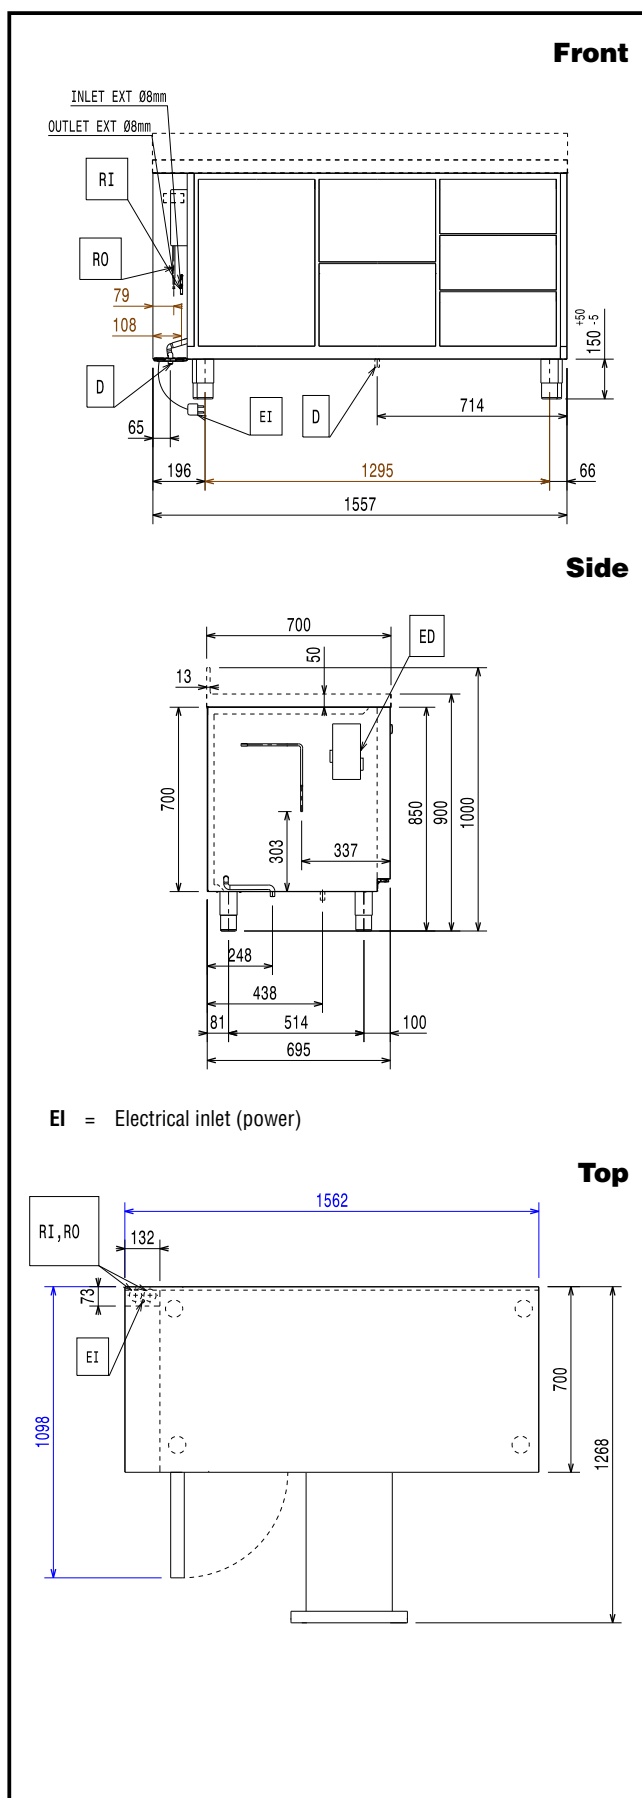 Front
INLET EXT Ø8mm
OUTLET EXT Ø8mm
RI
RO
79
108
+50
-5
150
D
EI
D
714
65
196
1295
66
1557
Side
700
ED
50
13
700
303
337
850
900
1000
248
438
81
514
100
695
EI = Electrical inlet (power)
Top
1562
RI,RO
132
73
EI
1098
700
1268